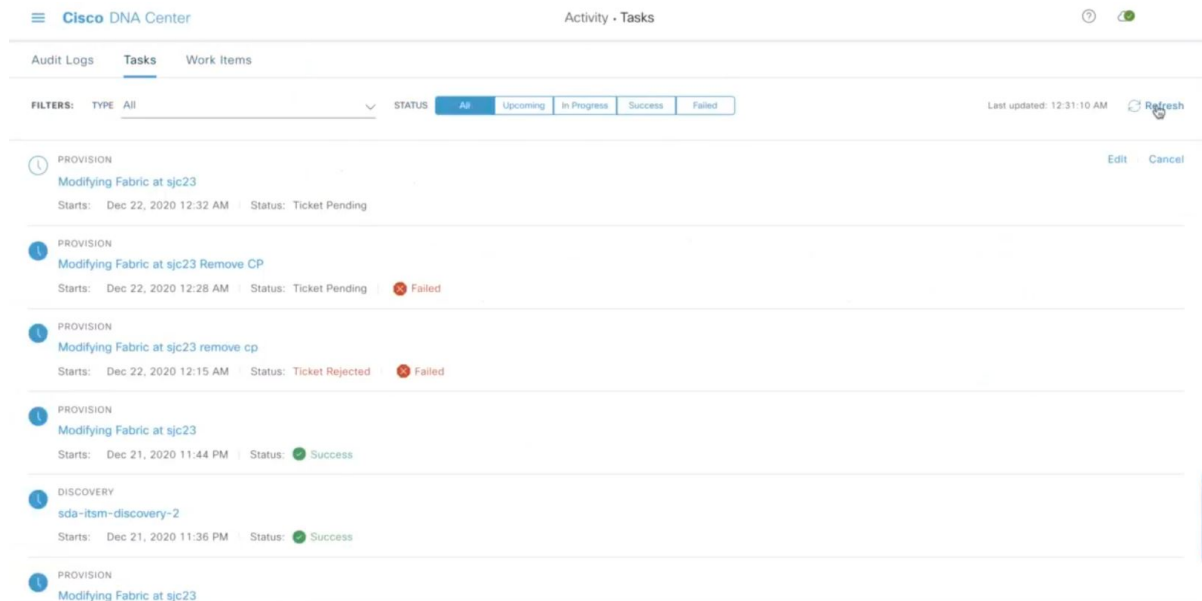 Cisco DNA Center
Activity • Tasks
Audit Logs Tasks Work Items
FILTERS: TYPE All STATUS All Upcoming In Progress Success Failed Last updated: 12:31:10 AM Refresh
PROVISION
Edit Cancel
Modifying Fabric at sjc23
Starts: Dec 22, 2020 12:32 AM Status: Ticket Pending
PROVISION
Modifying Fabric at sjc23 Remove CP
Starts: Dec 22, 2020 12:28 AM Status: Ticket Pending Failed
PROVISION
Modifying Fabric at sjc23 remove cp
Starts: Dec 22, 2020 12:15 AM Status: Ticket Rejected Failed
PROVISION
Modifying Fabric at sjc23
Starts: Dec 21, 2020 11:44 PM Status: Success
DISCOVERY
sda-itsm-discovery-2
Starts: Dec 21, 2020 11:36 PM Status: Success
PROVISION
Modifying Fabric at sjc23